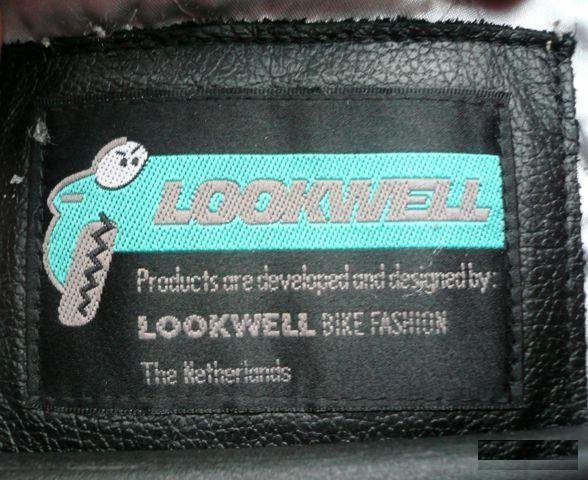 LOOKWELL
Products are developed and designed by:
LOOKWELL BIKE FASHION
The Netherlands